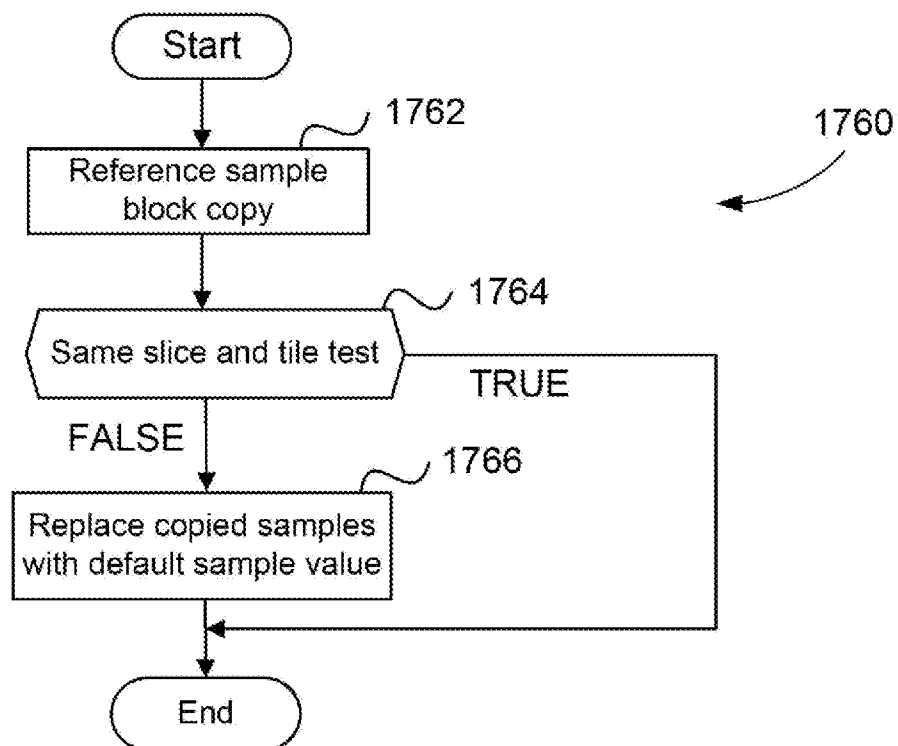 Start
1762
1760
Reference sample
block copy
1764
Same slice and tile test
TRUE
FALSE
1766
Replace copied samples
with default sample value
End